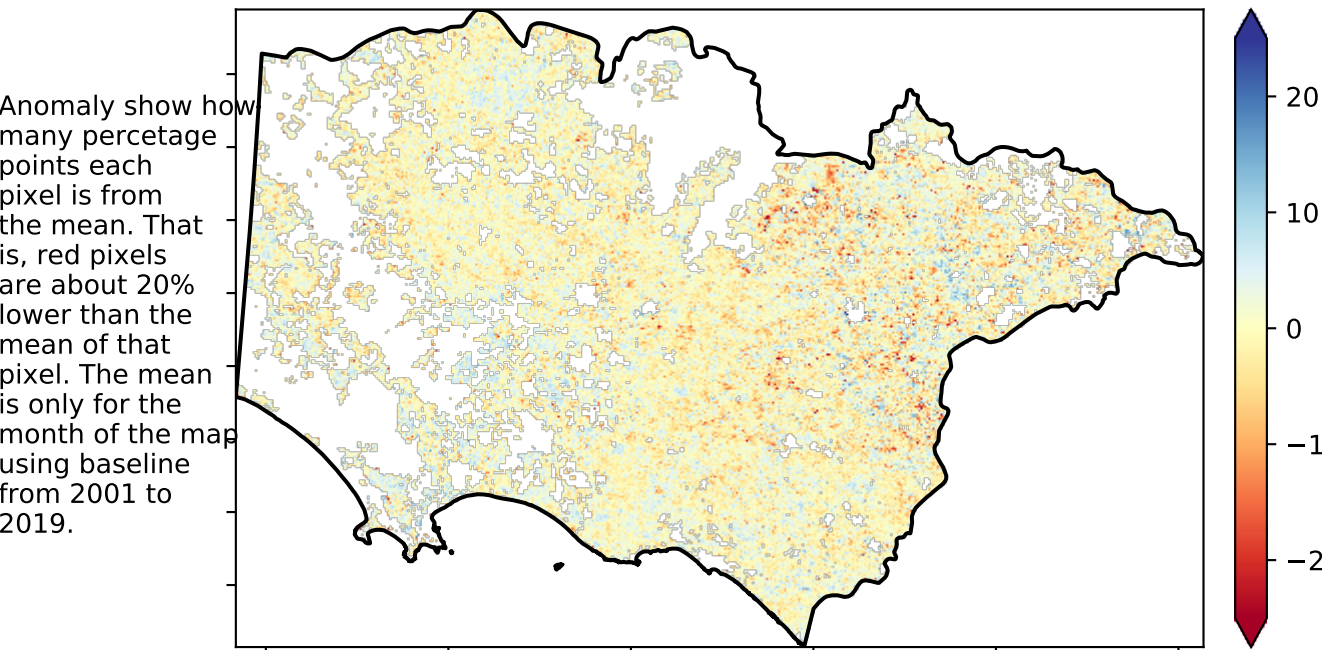 Anomaly show how
many percetage
points each
pixel is from
the mean. That
is, red pixels
are about 20%
lower than the
mean of that
pixel. The mean
is only for the
month of the map
using baseline
from 2001 to
2019.
20
10
0
−1
−2